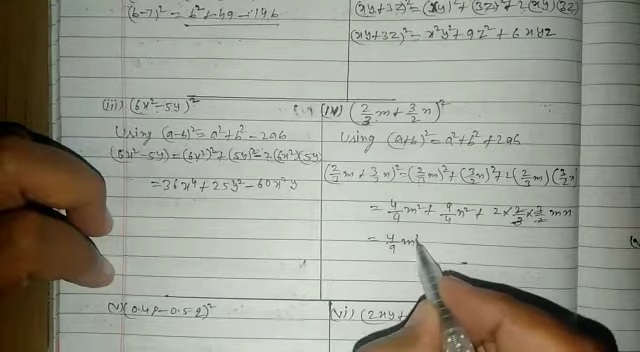 (b-7)² = b² + 49 - 14b
(xy+3z)² = (xy)² + (3z)² + 2(xy)(3z)
(xy+3z)² = x²y² + 9z² + 6xyz
(iii) (6x²-5y)²
Using (a-b)² = a² + b² - 2ab
(6x²-5y) = (6x²)² + (5y)² - 2(6x²)(5y)
= 36x⁴ + 25y² - 60x²y
(iv) (2/3 m + 3/2 n)²
Using (a+b)² = a² + b² + 2ab
(2/3 m + 3/2 n)² = (2/3 m)² + (3/2 n)² + 2(2/3 m)(3/2 n)
= 4/9 m² + 9/4 n² + 2 × 2/3 × 3/2 mn
= 4/9 m²
(v) (0.4p - 0.5q)²
(vi) (2xy +